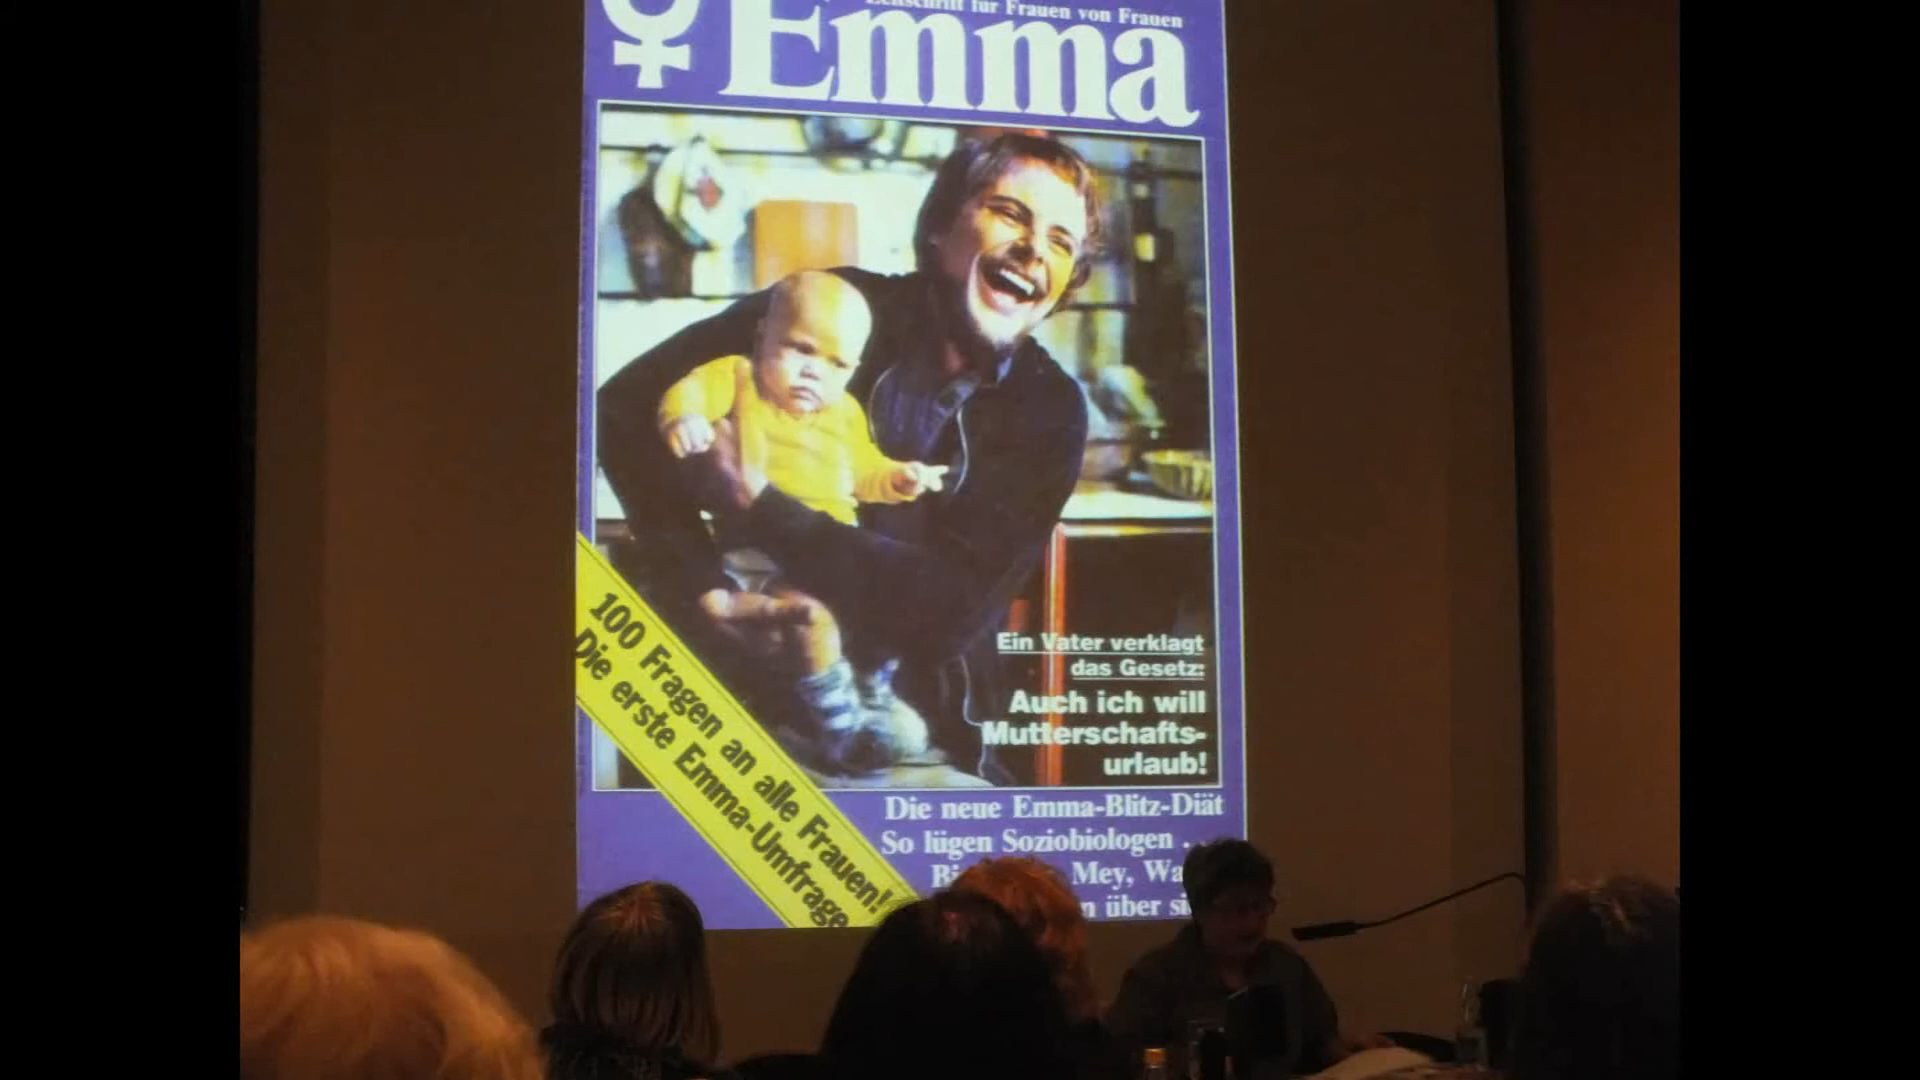 Zeitschrift für Frauen von Frauen
Emma
Ein Vater verklagt
das Gesetz:
Auch ich will
Mutterschafts-
urlaub!
100 Fragen an alle Frauen!
Die erste Emma-Umfrage
Die neue Emma-Blitz-Diät
So lügen Soziobiologen . .
Mey,
über